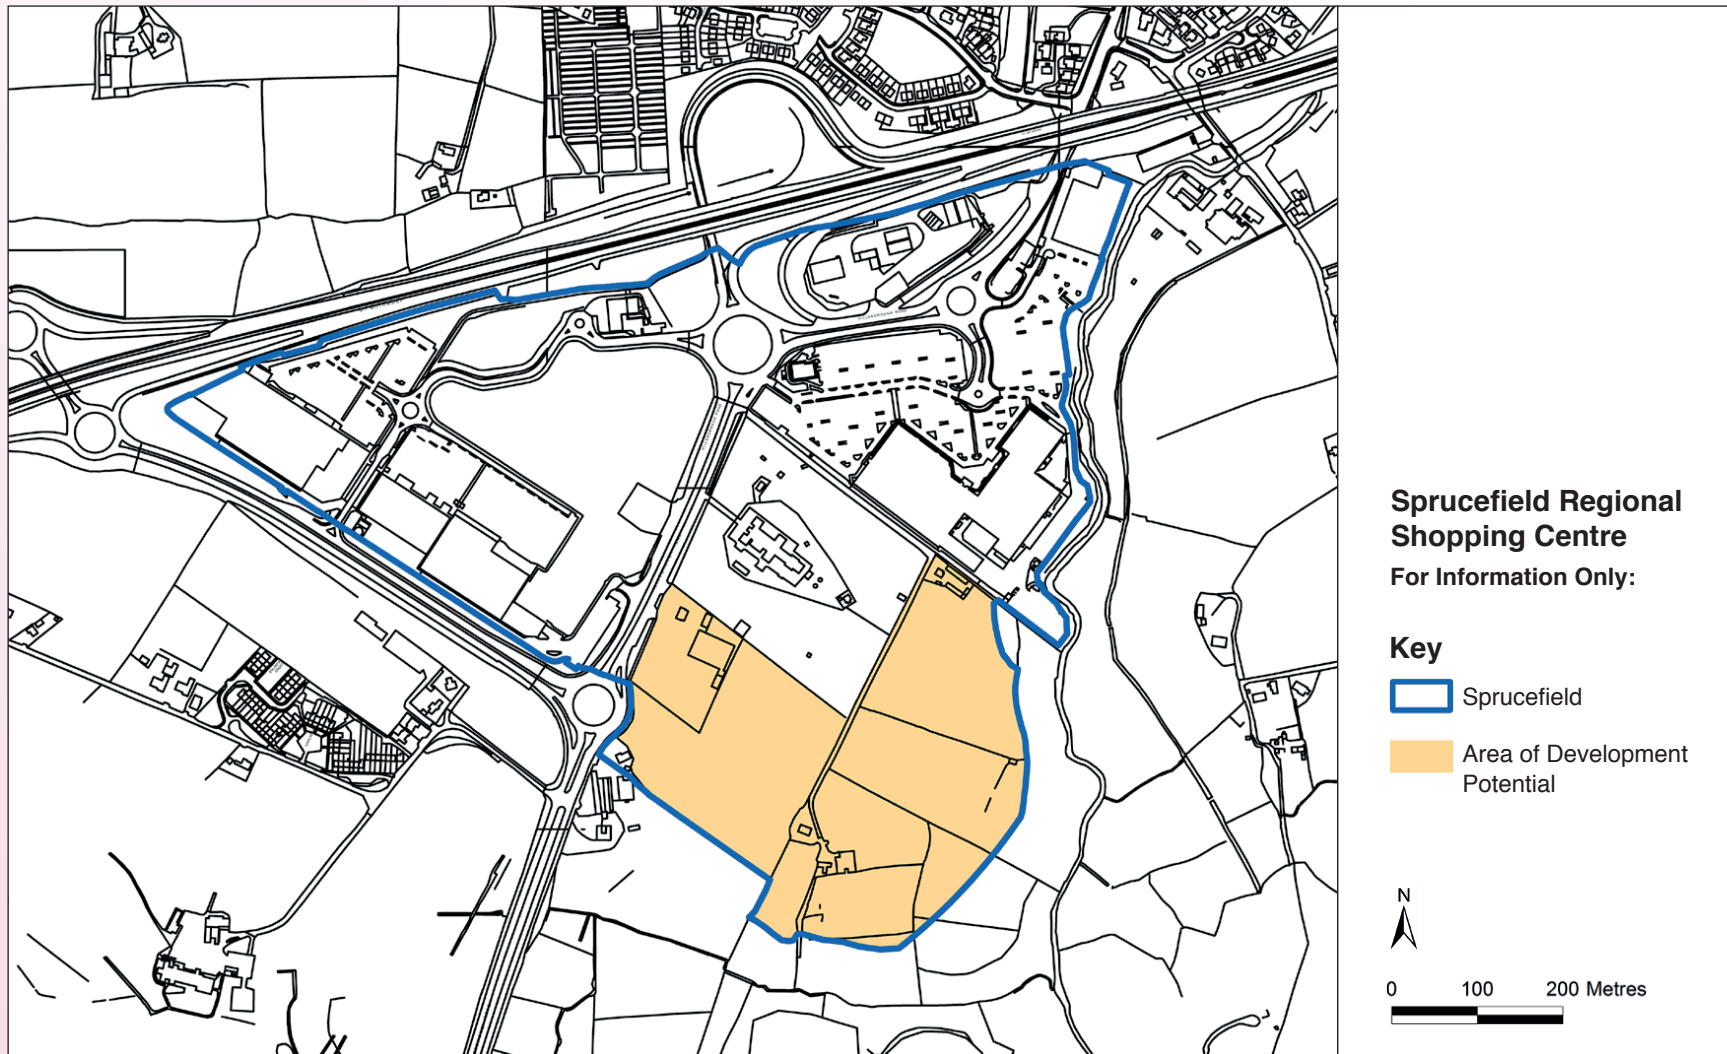 Sprucefield Regional
Shopping Centre
For Information Only:
Key
Sprucefield
Area of Development
Potential
N
0 100 200 Metres